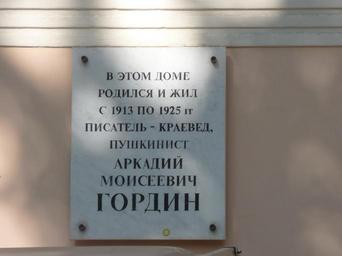 В ЭТОМ ДОМЕ
РОДИЛСЯ И ЖИЛ
С 1913 ПО 1925 гг
ПИСАТЕЛЬ - КРАЕВЕД,
ПУШКИНИСТ
АРКАДИЙ
МОИСЕЕВИЧ
ГОРДИН